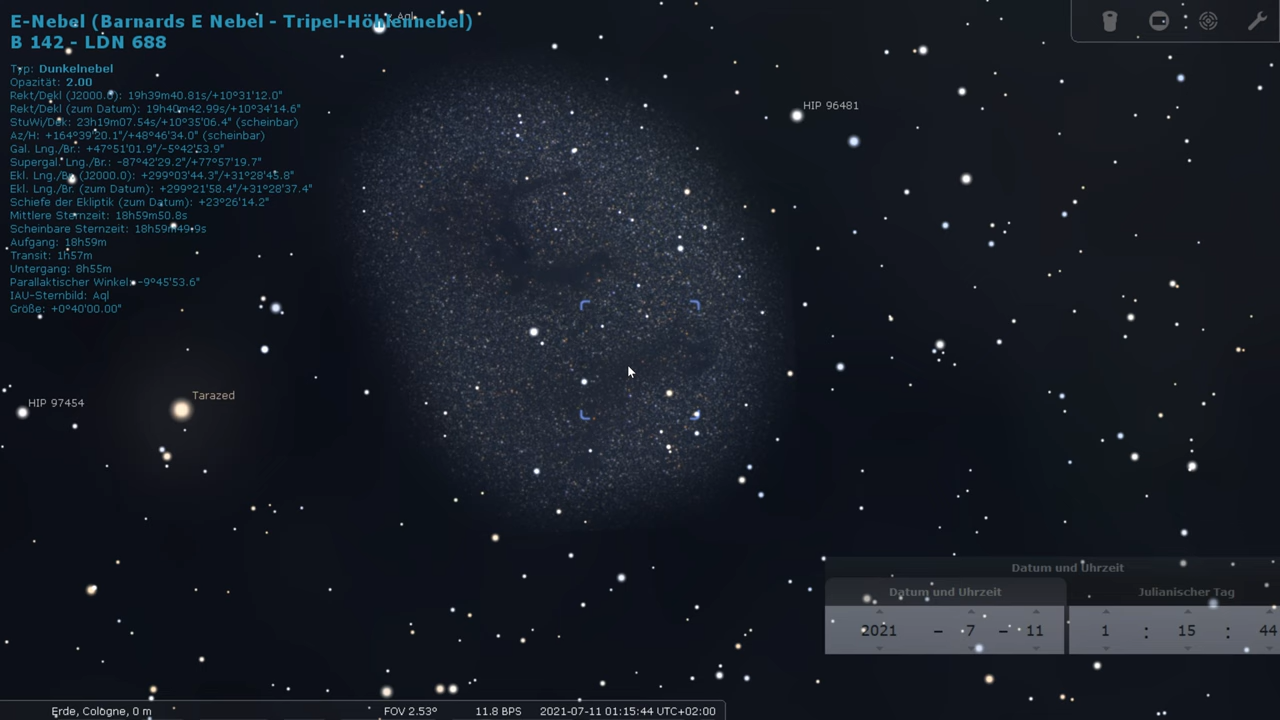 E-Nebel (Barnards E Nebel - Tripel-Höhlennebel)
B 142 - LDN 688
Typ: Dunkelnebel
Opazität: 2.00
Rekt/Dekl (J2000.0): 19h39m40.81s/+10°31'12.0"
Rekt/Dekl (zum Datum): 19h40m42.99s/+10°34'14.6"
StuWi/Dek: 23h19m07.54s/+10°35'06.4" (scheinbar)
Az/H: +164°39'20.1"/+48°46'34.0" (scheinbar)
Gal. Lng./Br.: +47°51'01.9"/-5°42'53.9"
Supergal. Lng./Br.: -87°42'29.2"/+77°57'19.7"
Ekl. Lng./Br. (J2000.0): +299°03'44.3"/+31°28'45.8"
Ekl. Lng./Br. (zum Datum): +299°21'58.4"/+31°28'37.4"
Schiefe der Ekliptik (zum Datum): +23°26'14.2"
Mittlere Sternzeit: 18h59m50.8s
Scheinbare Sternzeit: 18h59m49.9s
Aufgang: 18h59m
Transit: 1h57m
Untergang: 8h55m
Parallaktischer Winkel: -9°45'53.6"
IAU-Sternbild: Aql
Größe: +0°40'00.00"
Aql
HIP 96481
Tarazed
HIP 97454
Datum und Uhrzeit
Datum und Uhrzeit Julianischer Tag
2021 - 7 - 11 1 : 15 : 44
Erde, Cologne, 0 m FOV 2.53° 11.8 BPS 2021-07-11 01:15:44 UTC+02:00